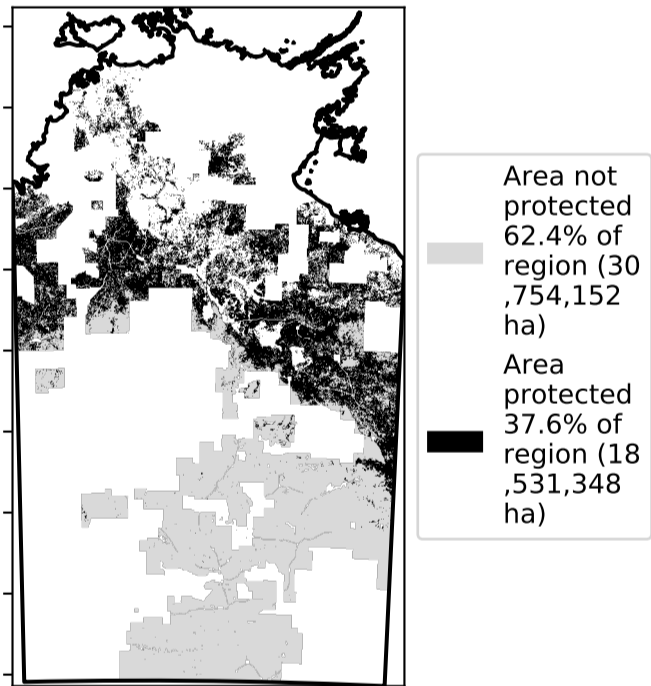 Area not
protected
62.4% of
region (30
,754,152
ha)
Area
protected
37.6% of
region (18
,531,348
ha)